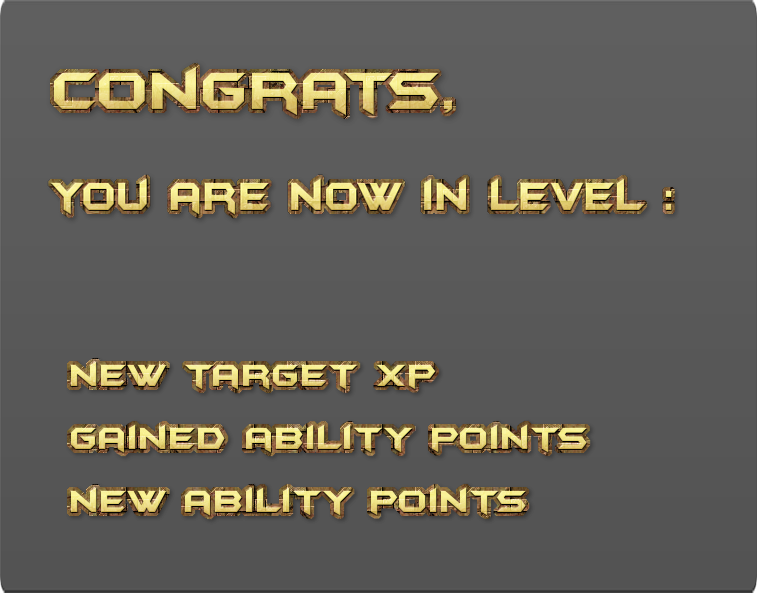 CONGRATS,
YOU ARE NOW IN LEVEL :
NEW TARGET XP
GAINED ABILITY POINTS
NEW ABILITY POINTS